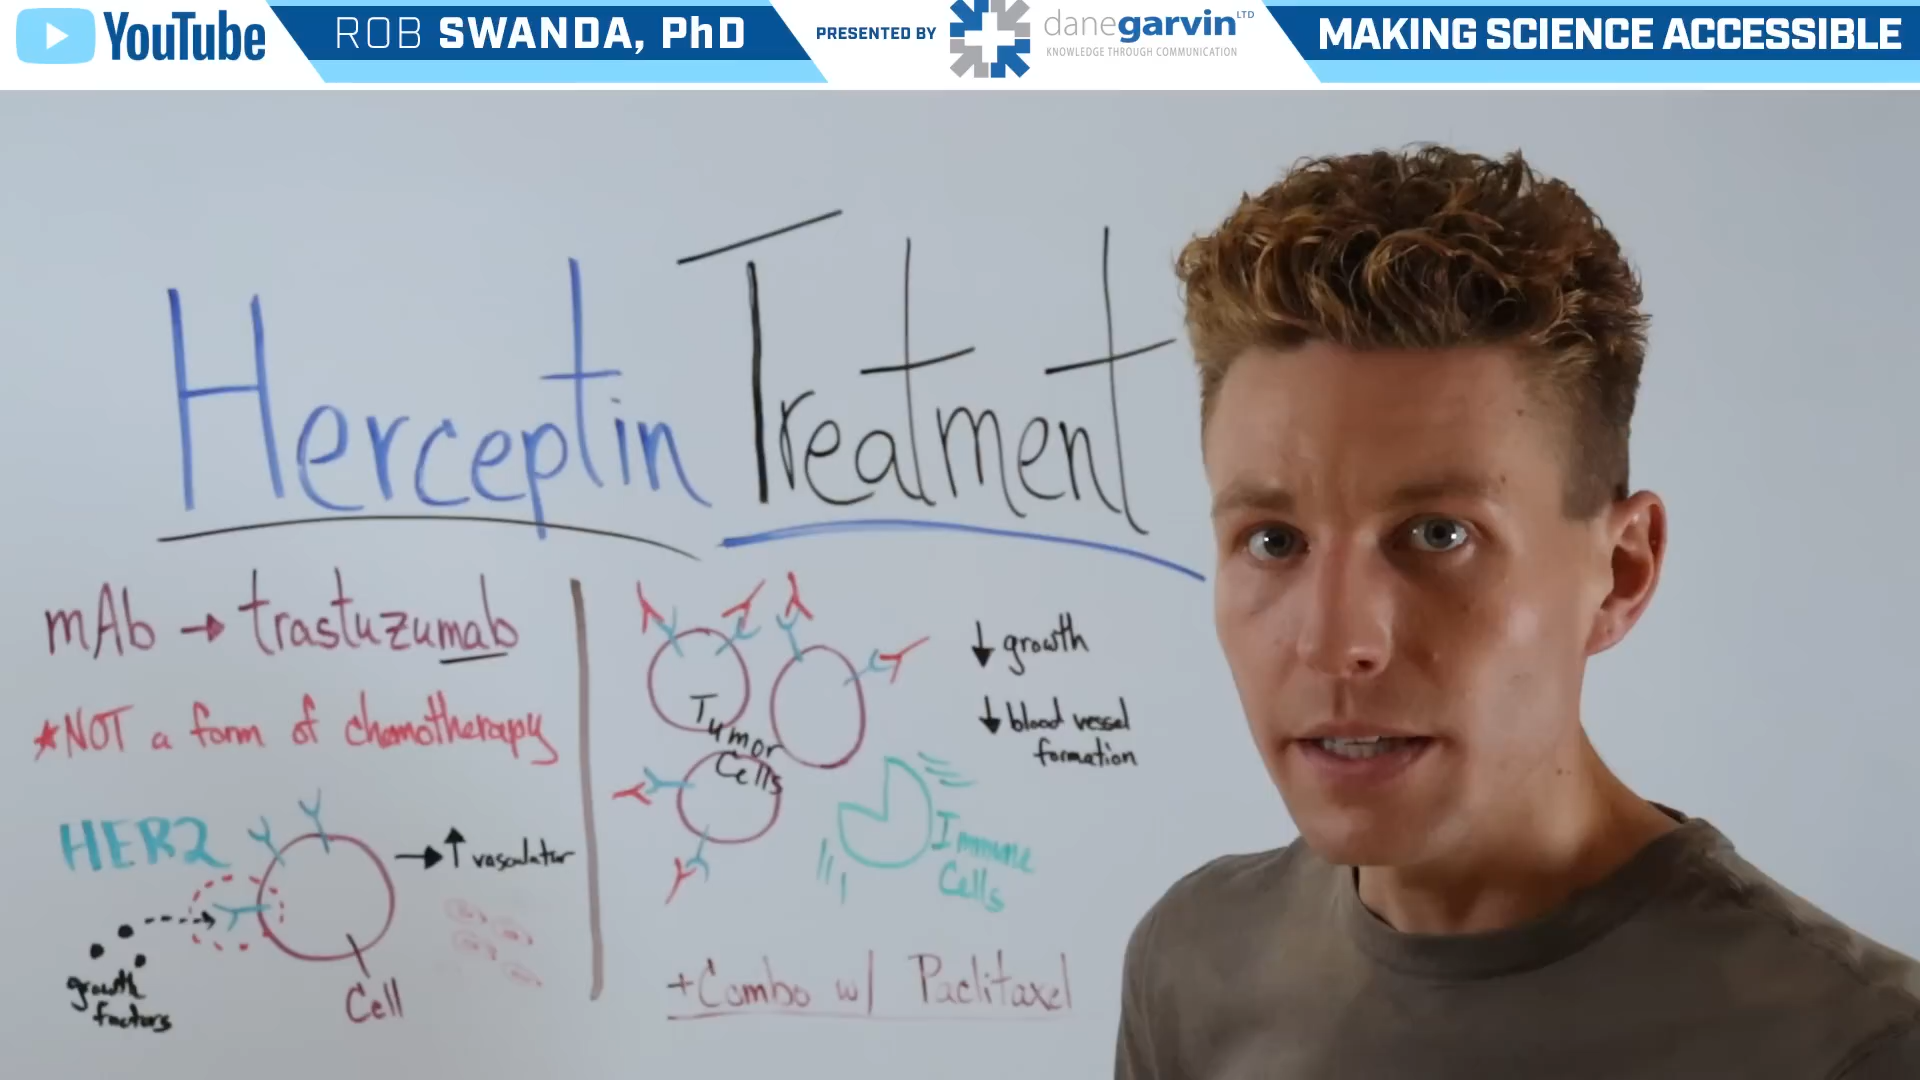 YouTube
ROB SWANDA, PhD
PRESENTED BY
danegarvin LTD
KNOWLEDGE THROUGH COMMUNICATION
MAKING SCIENCE ACCESSIBLE
Herceptin Treatment
mAb → trastuzumab
★NOT a form of chemotherapy
HER2
→ ↑ vasculatur
growth
factors
Cell
Tumor
Cells
↓ growth
↓ blood vessel
formation
Immune
Cells
+Combo w/ Paclitaxel